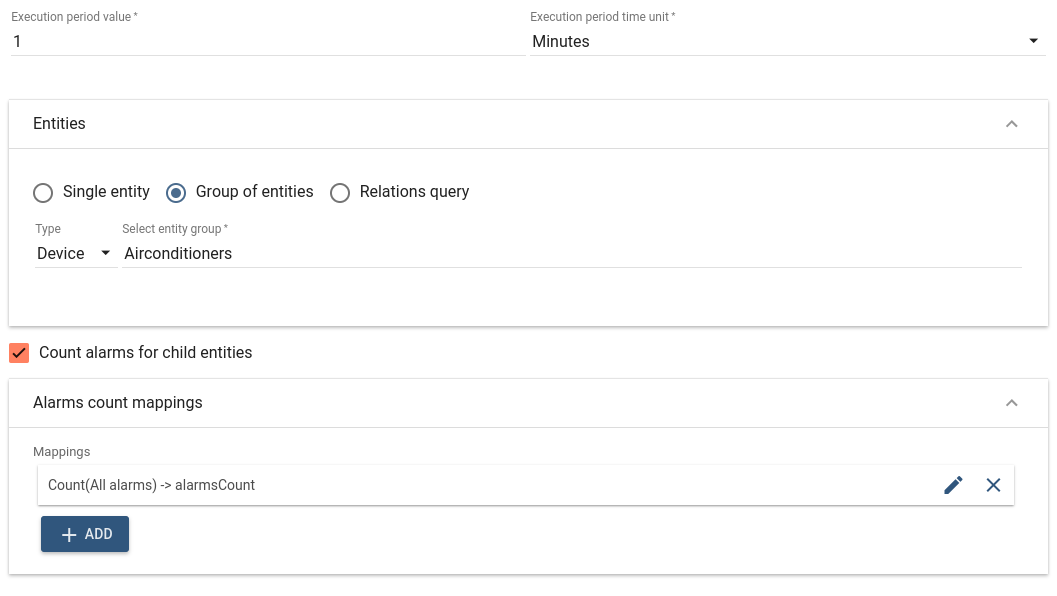 Execution period value *
Execution period time unit *
1
Minutes
Entities
Single entity
Group of entities
Relations query
Type
Select entity group *
Device
Airconditioners
Count alarms for child entities
Alarms count mappings
Mappings
Count(All alarms) -> alarmsCount
+ ADD